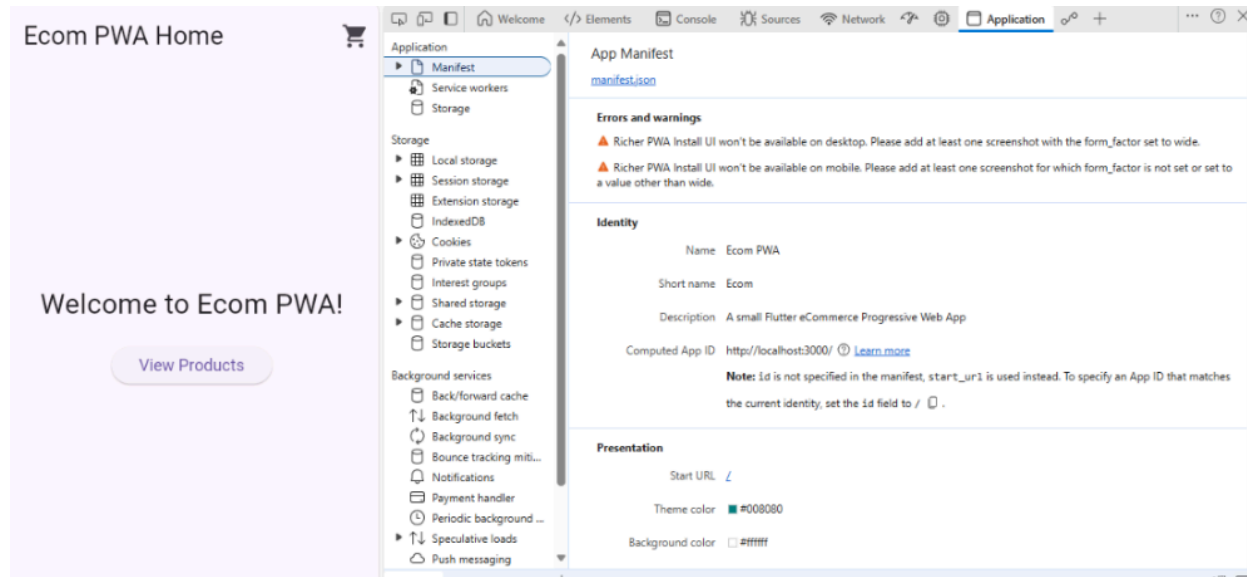 Ecom PWA Home
Welcome to Ecom PWA!
View Products
Welcome
Elements
Console
Sources
Network
Application
Application
Manifest
Service workers
Storage
Storage
Local storage
Session storage
Extension storage
IndexedDB
Cookies
Private state tokens
Interest groups
Shared storage
Cache storage
Storage buckets
Background services
Back/forward cache
Background fetch
Background sync
Bounce tracking miti...
Notifications
Payment handler
Periodic background ...
Speculative loads
Push messaging
App Manifest
manifest.json
Errors and warnings
Richer PWA Install UI won't be available on desktop. Please add at least one screenshot with the form_factor set to wide.
Richer PWA Install UI won't be available on mobile. Please add at least one screenshot for which form_factor is not set or set to
a value other than wide.
Identity
Name Ecom PWA
Short name Ecom
Description A small Flutter eCommerce Progressive Web App
Computed App ID http://localhost:3000/ Learn more
Note: id is not specified in the manifest, start_url is used instead. To specify an App ID that matches
the current identity, set the id field to / .
Presentation
Start URL /
Theme color #008080
Background color #ffffff